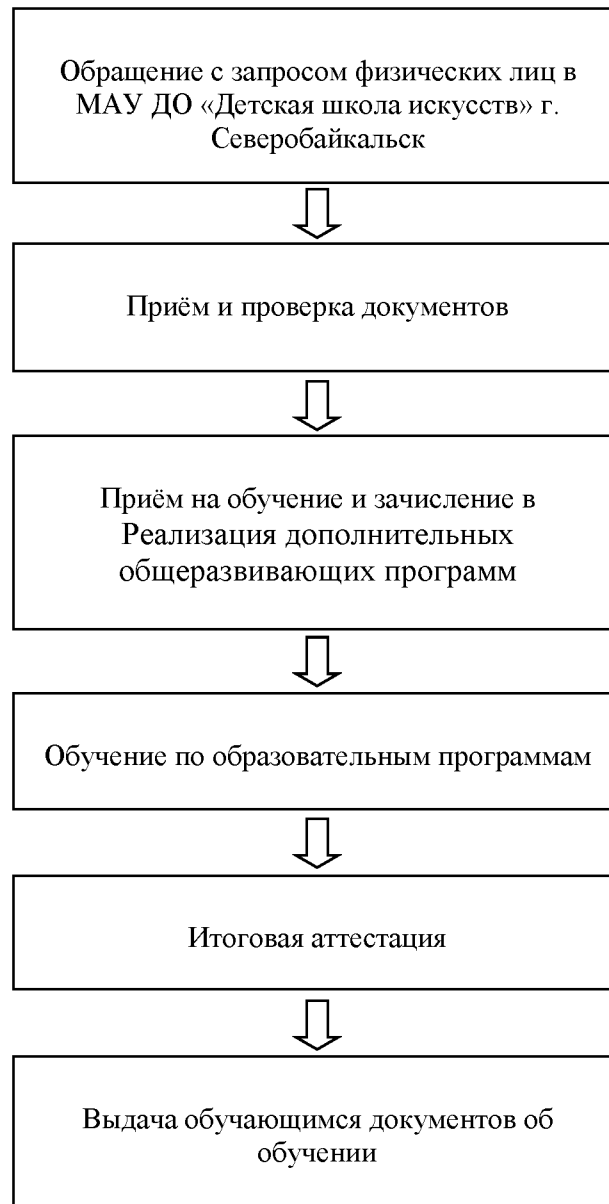 Обращение с запросом физических лиц в
МАУ ДО «Детская школа искусств» г.
Северобайкальск
Приём и проверка документов
Приём на обучение и зачисление в
Реализация дополнительных
общеразвивающих программ
Обучение по образовательным программам
Итоговая аттестация
Выдача обучающимся документов об
обучении